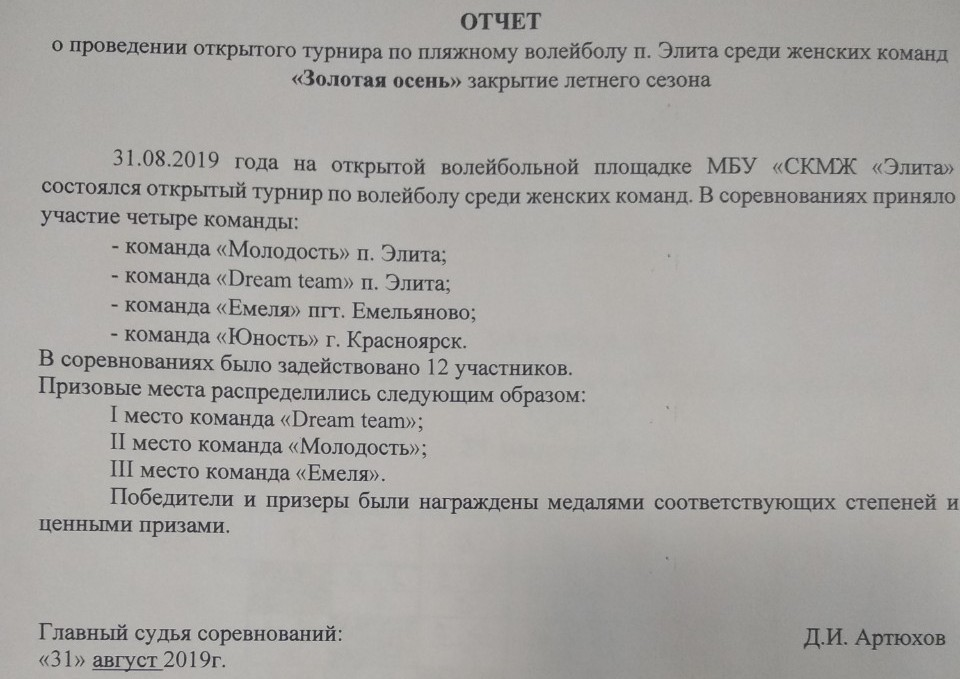 ОТЧЕТ
о проведении открытого турнира по пляжному волейболу п. Элита среди женских команд
«Золотая осень» закрытие летнего сезона
31.08.2019 года на открытой волейбольной площадке МБУ «СКМЖ «Элита»
состоялся открытый турнир по волейболу среди женских команд. В соревнованиях приняло
участие четыре команды:
- команда «Молодость» п. Элита;
- команда «Dream team» п. Элита;
- команда «Емеля» пгт. Емельяново;
- команда «Юность» г. Красноярск.
В соревнованиях было задействовано 12 участников.
Призовые места распределились следующим образом:
I место команда «Dream team»;
II место команда «Молодость»;
III место команда «Емеля».
Победители и призеры были награждены медалями соответствующих степеней и
ценными призами.
Главный судья соревнований: Д.И. Артюхов
«31» август 2019г.